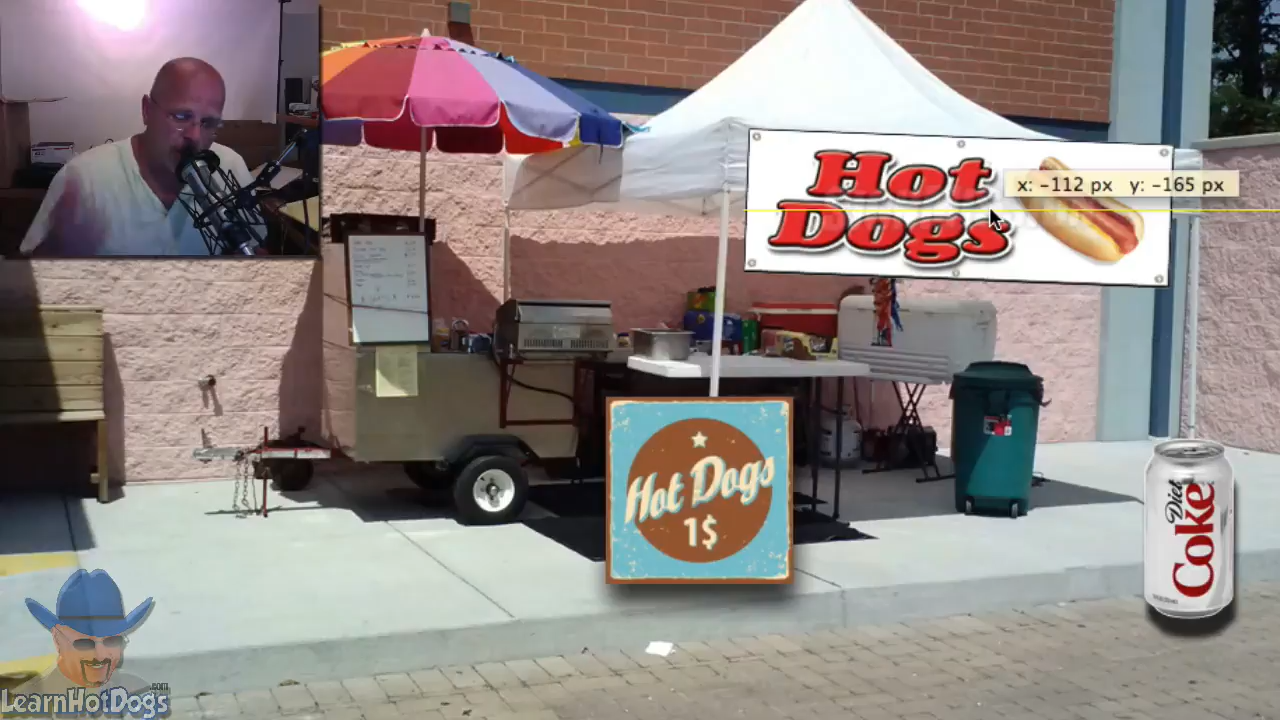 Hot
Dogs
x: -112 px   y: -165 px
Hot Dogs
1$
Diet
Coke
.com
LearnHotDogs